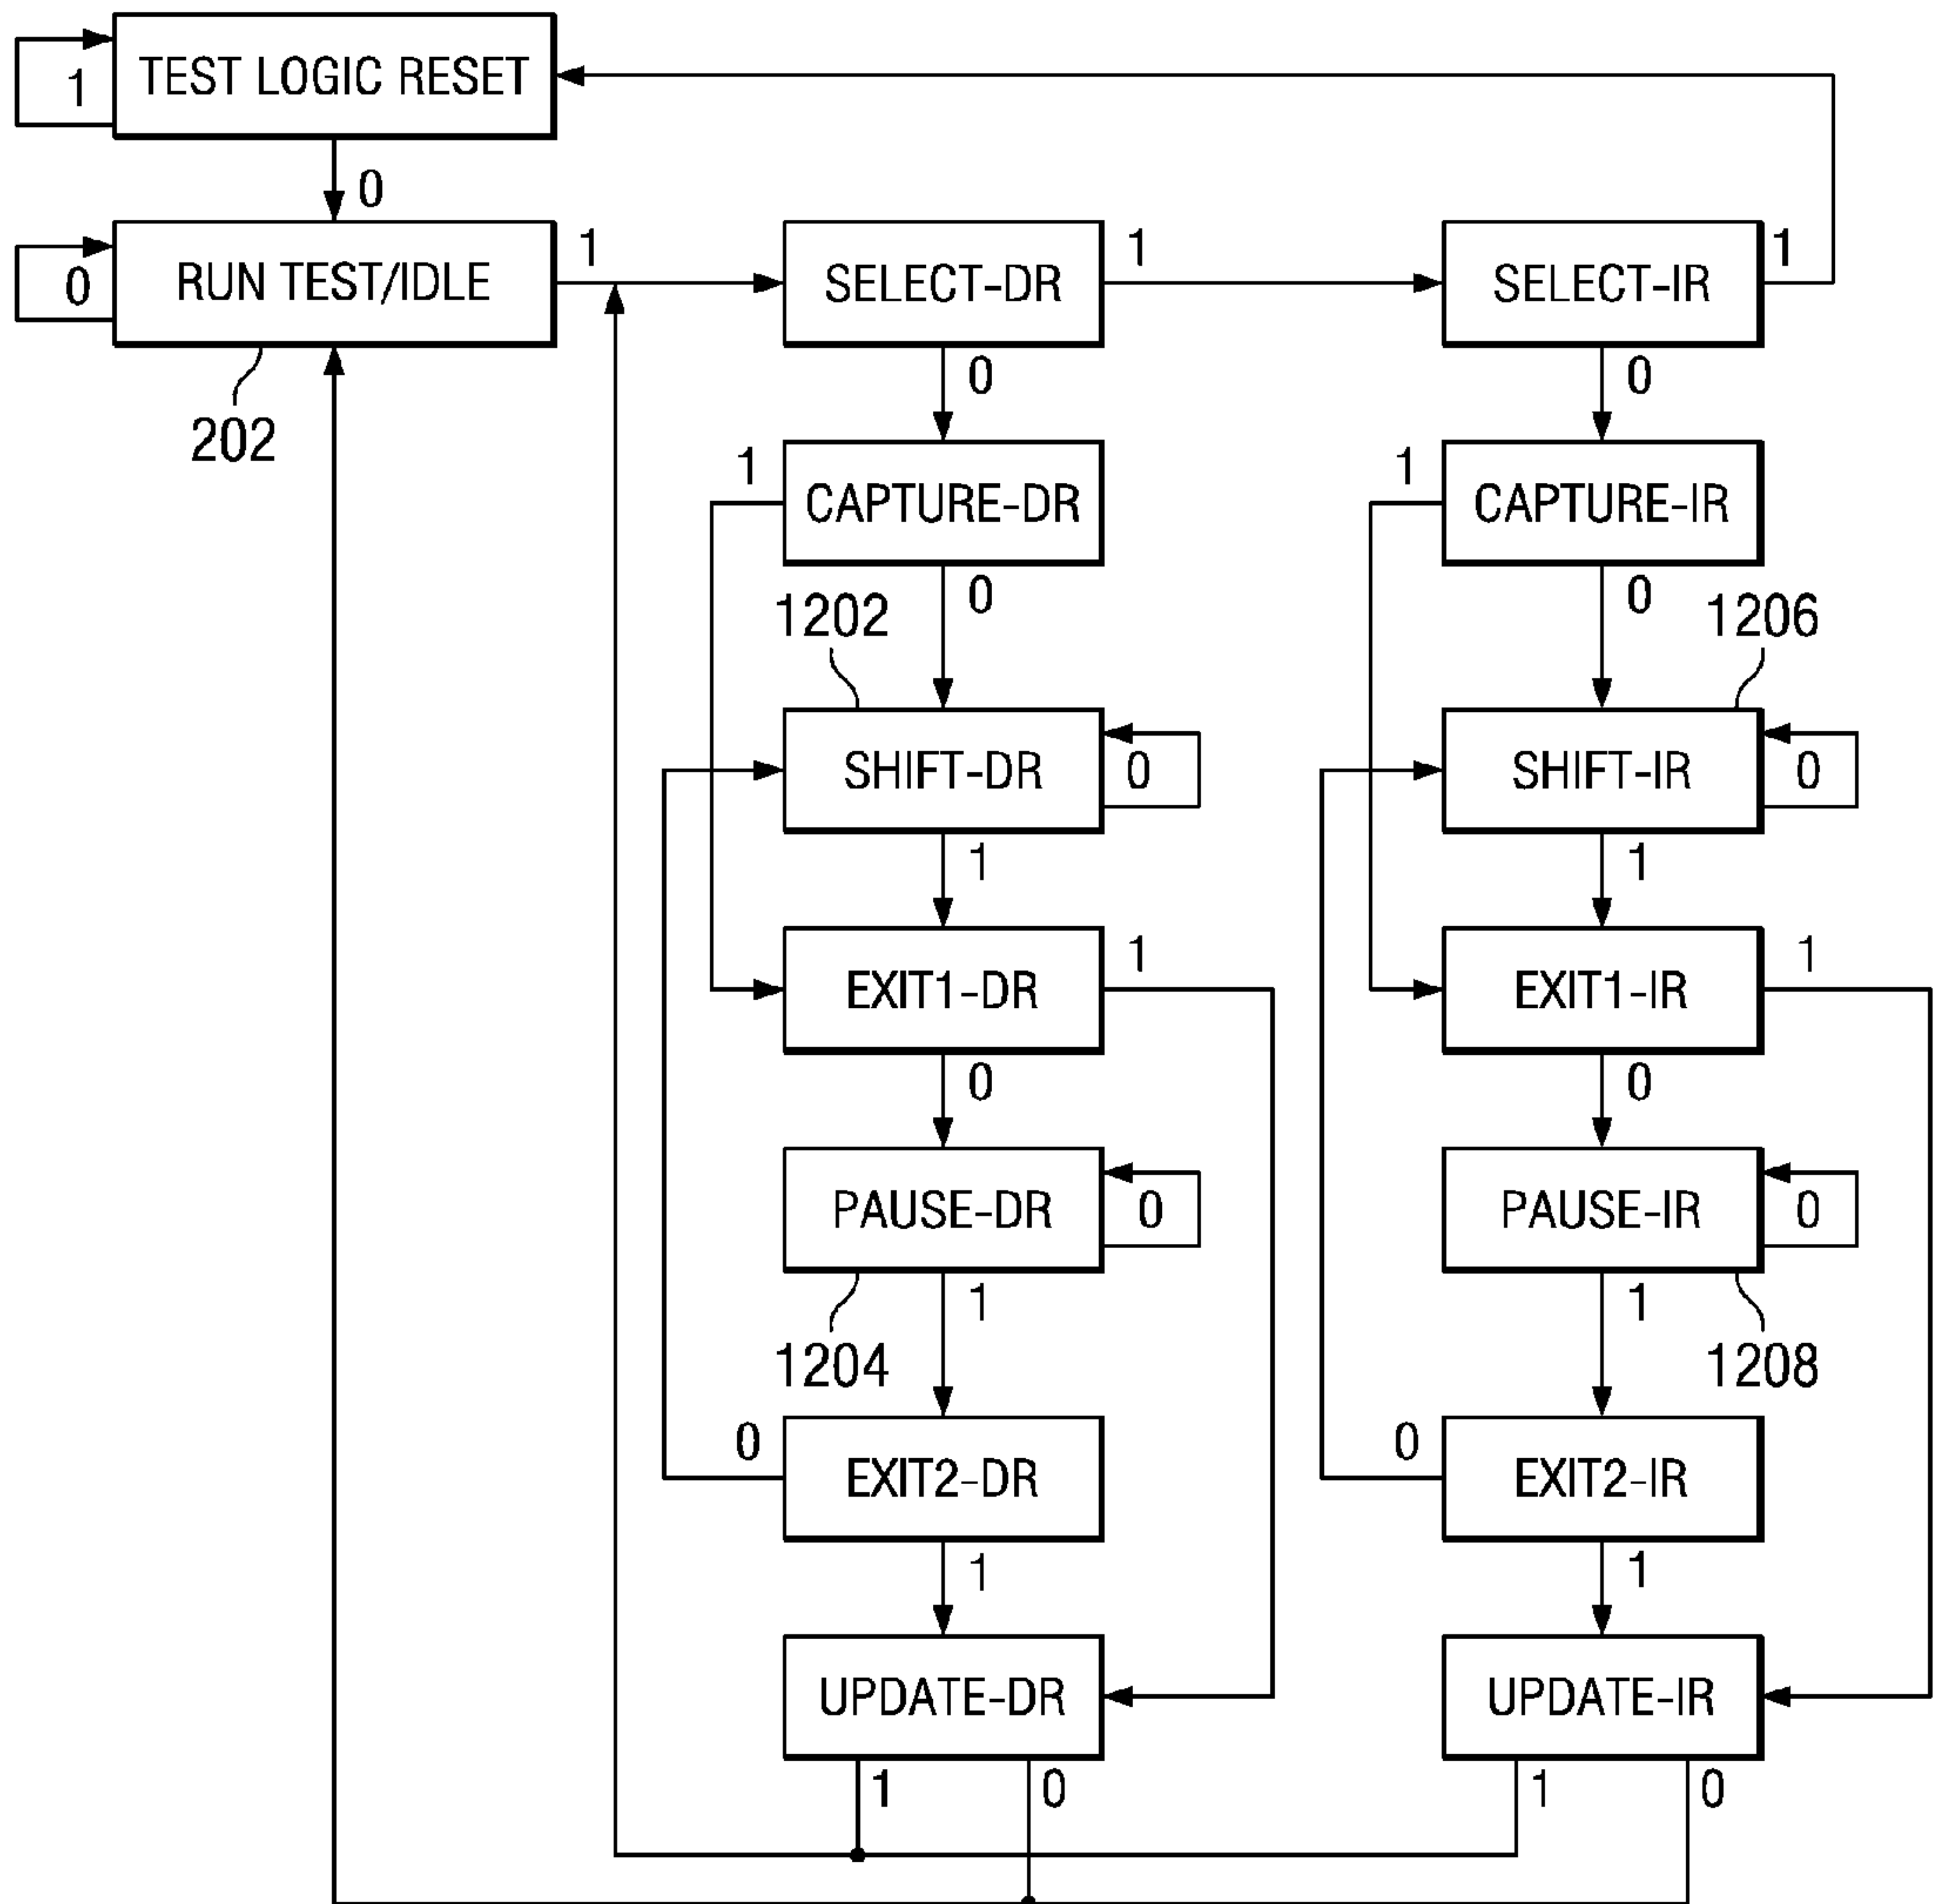 TEST LOGIC RESET
1
0
RUN TEST/IDLE
0
1
SELECT-DR
1
SELECT-IR
1
202
0
0
1
CAPTURE-DR
1
CAPTURE-IR
0
0
1202
1206
SHIFT-DR
0
SHIFT-IR
0
1
1
EXIT1-DR
1
EXIT1-IR
1
0
0
PAUSE-DR
0
PAUSE-IR
0
1
1
1204
1208
0
EXIT2-DR
0
EXIT2-IR
1
1
UPDATE-DR
UPDATE-IR
1
0
1
0